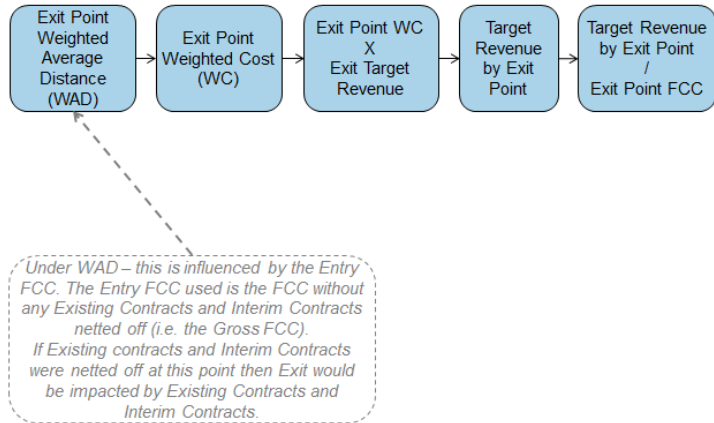 Exit Point
Weighted
Average
Distance
(WAD)
Exit Point
Weighted Cost
(WC)
Exit Point WC
X
Exit Target
Revenue
Target
Revenue
by Exit
Point
Target Revenue
by Exit Point
/
Exit Point FCC
Under WAD – this is influenced by the Entry
FCC. The Entry FCC used is the FCC without
any Existing Contracts and Interim Contracts
netted off (i.e. the Gross FCC).
If Existing contracts and Interim Contracts
were netted off at this point then Exit would
be impacted by Existing Contracts and
Interim Contracts.